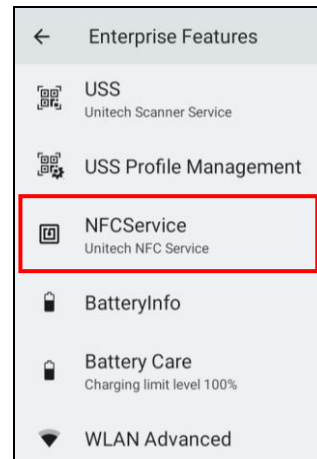 Enterprise Features
USS
Unitech Scanner Service
USS Profile Management
NFCService
Unitech NFC Service
BatteryInfo
Battery Care
Charging limit level 100%
WLAN Advanced